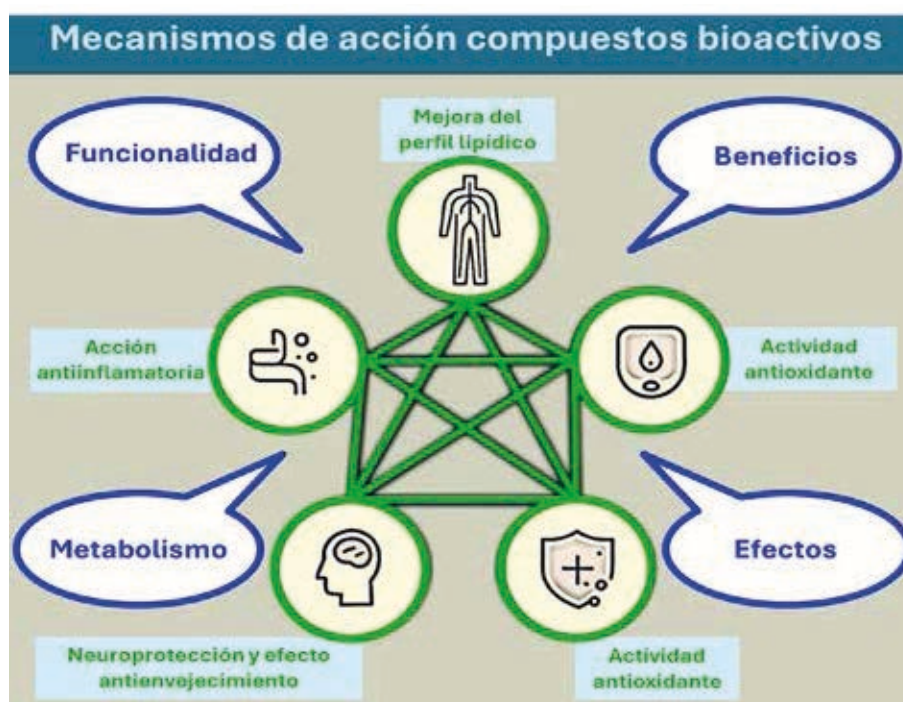 Mecanismos de acción compuestos bioactivos
Mejora del
perfil lipídico
Funcionalidad
Beneficios
Acción
antiinflamatoria
Actividad
antioxidante
Metabolismo
Efectos
Neuroprotección y efecto
antienvejecimiento
Actividad
antioxidante